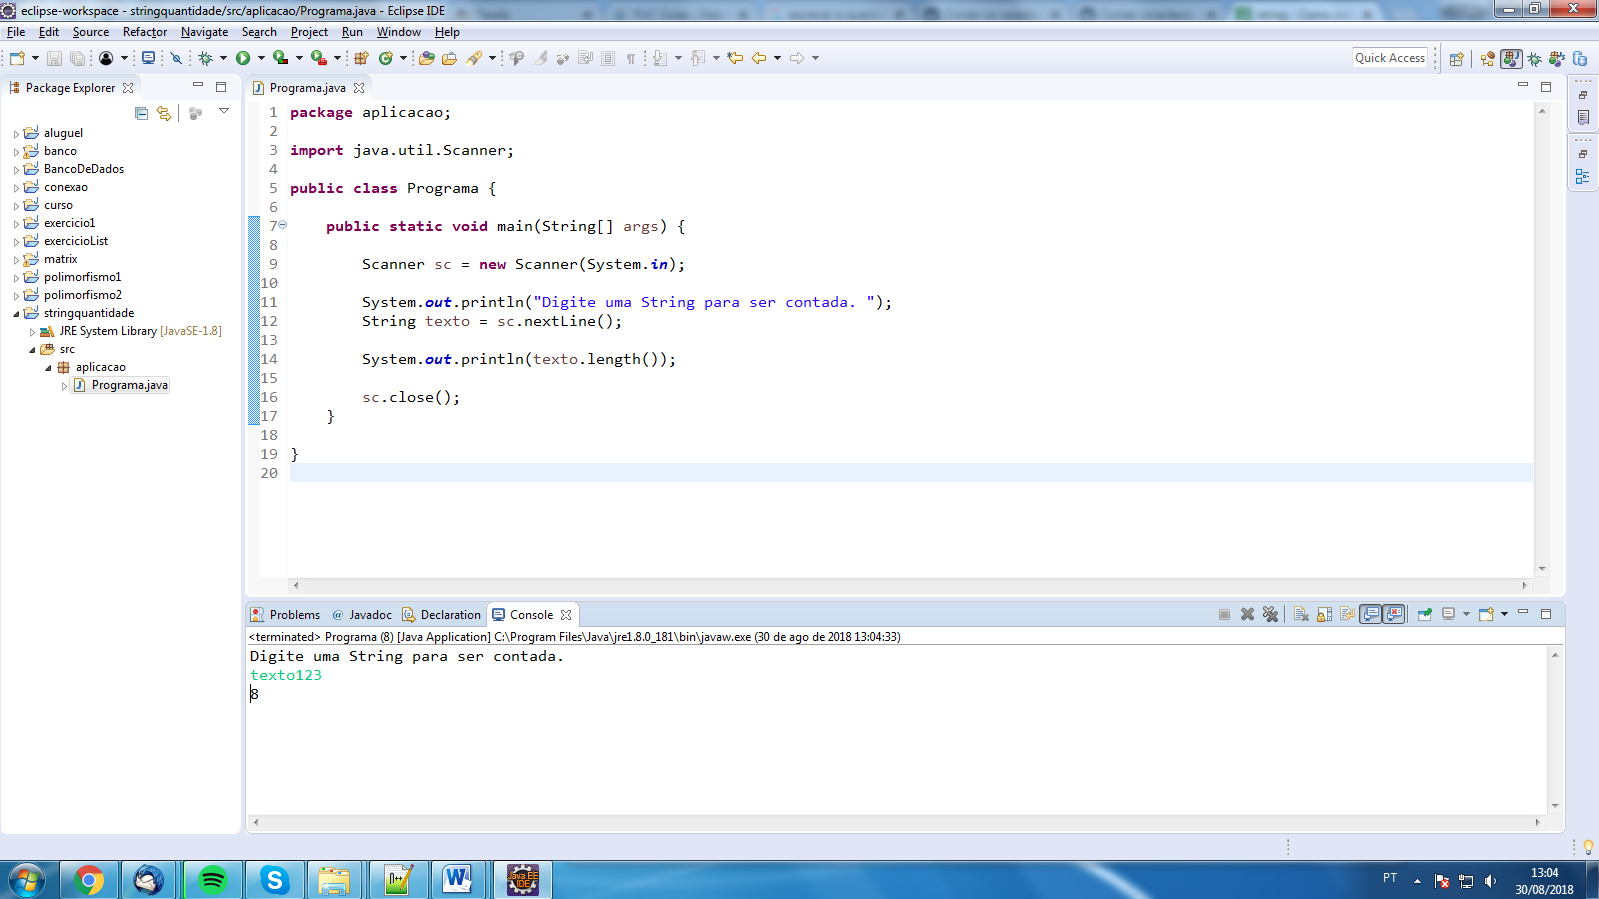 eclipse-workspace - stringquantidade/src/aplicacao/Programa.java - Eclipse IDE
File Edit Source Refactor Navigate Search Project Run Window Help
Quick Access
Package Explorer
aluguel
banco
BancoDeDados
conexao
curso
exercicio1
exercicioList
matrix
polimorfismo1
polimorfismo2
stringquantidade
JRE System Library [JavaSE-1.8]
src
aplicacao
Programa.java
Programa.java
1 package aplicacao;
2
3 import java.util.Scanner;
4
5 public class Programa {
6
7 public static void main(String[] args) {
8
9 Scanner sc = new Scanner(System.in);
10
11 System.out.println("Digite uma String para ser contada. ");
12 String texto = sc.nextLine();
13
14 System.out.println(texto.length());
15
16 sc.close();
17 }
18
19 }
20
Problems @ Javadoc Declaration Console
<terminated> Programa (8) [Java Application] C:\Program Files\Java\jre1.8.0_181\bin\javaw.exe (30 de ago de 2018 13:04:33)
Digite uma String para ser contada.
texto123
8
Java EE
IDE
PT
13:04
30/08/2018